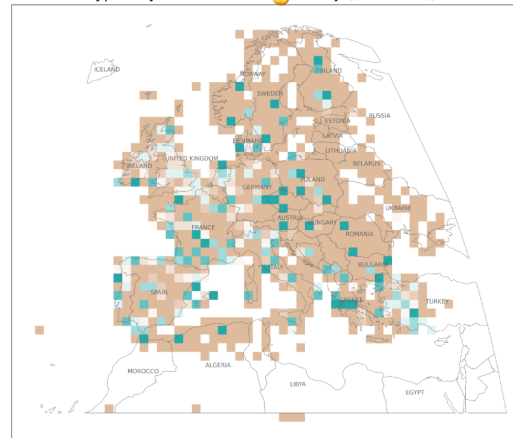 ICELAND
NORWAY
FINLAND
SWEDEN
RUSSIA
ESTONIA
LATVIA
DENMARK
LITHUANIA
UNITED KINGDOM
IRELAND
BELARUS
POLAND
GERMANY
UKRAINE
AUSTRIA
HUNGARY
FRANCE
ROMANIA
ITALY
BULGARIA
SPAIN
GREECE
TURKEY
MOROCCO
ALGERIA
LIBYA
EGYPT